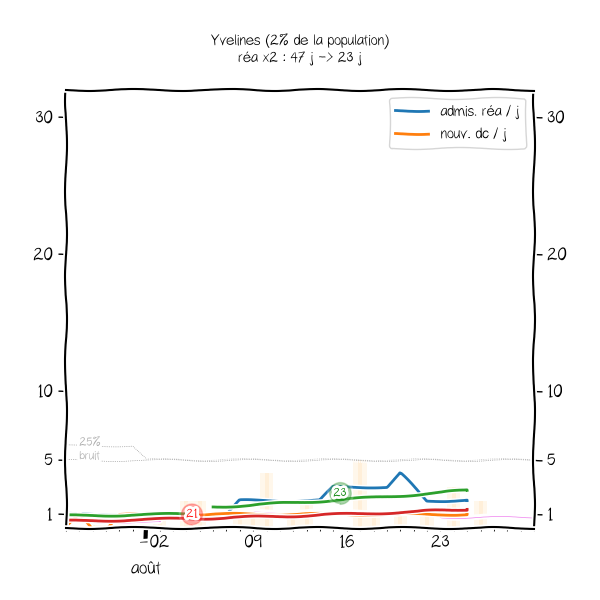 Yvelines (2% de la population)
réa x2 : 47 j -> 23 j
admis. réa / j
nouv. dc / j
30
30
20
20
10
10
25%
bruit
5
5
1
1
21
23
02
09
16
23
août